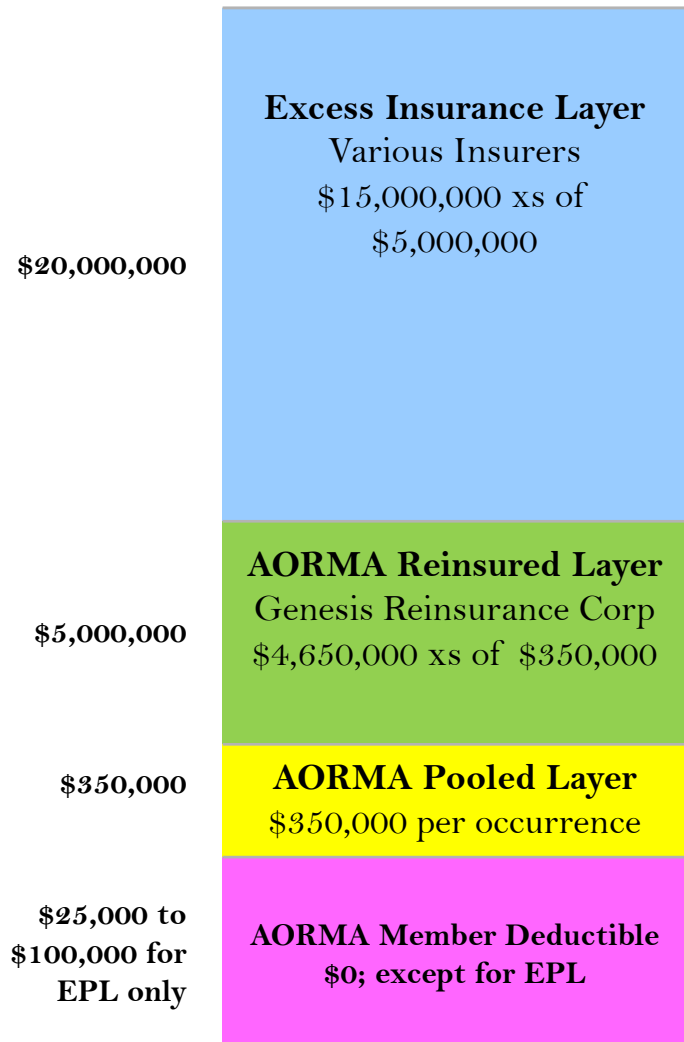 Excess Insurance Layer
Various Insurers
$15,000,000 xs of
$5,000,000
$20,000,000
AORMA Reinsured Layer
Genesis Reinsurance Corp
$4,650,000 xs of $350,000
$5,000,000
AORMA Pooled Layer
$350,000 per occurrence
$350,000
$25,000 to
$100,000 for
EPL only
AORMA Member Deductible
$0; except for EPL